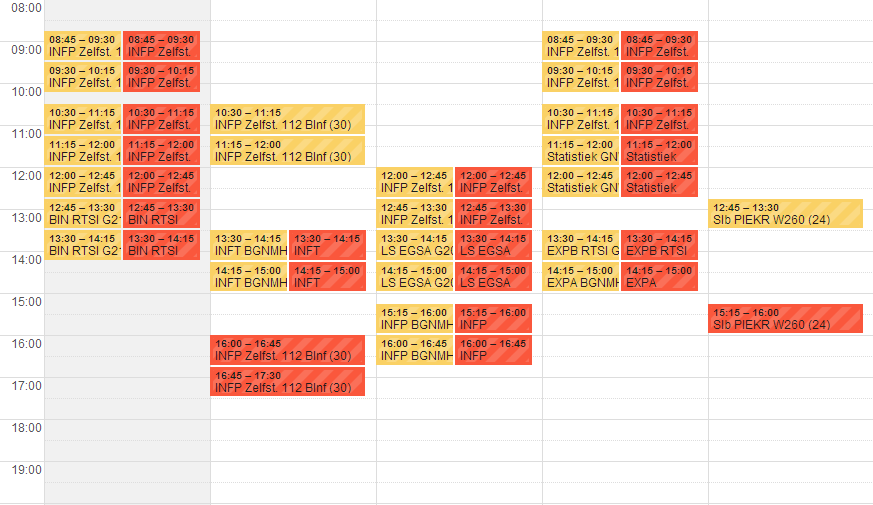 08:00
09:00
10:00
11:00
12:00
13:00
14:00
15:00
16:00
17:00
18:00
19:00
08:45 – 09:30
INFP Zelfst. 1
08:45 – 09:30
INFP Zelfst.
09:30 – 10:15
INFP Zelfst. 1
09:30 – 10:15
INFP Zelfst.
10:30 – 11:15
INFP Zelfst. 1
10:30 – 11:15
INFP Zelfst.
11:15 – 12:00
INFP Zelfst. 1
11:15 – 12:00
INFP Zelfst.
12:00 – 12:45
INFP Zelfst. 1
12:00 – 12:45
INFP Zelfst.
12:45 – 13:30
BIN RTSI G2
12:45 – 13:30
BIN RTSI
13:30 – 14:15
BIN RTSI G2
13:30 – 14:15
BIN RTSI
10:30 – 11:15
INFP Zelfst. 112 BInf (30)
11:15 – 12:00
INFP Zelfst. 112 BInf (30)
13:30 – 14:15
INFT BGNMH
13:30 – 14:15
INFT
14:15 – 15:00
INFT BGNMH
14:15 – 15:00
INFT
16:00 – 16:45
INFP Zelfst. 112 BInf (30)
16:45 – 17:30
INFP Zelfst. 112 BInf (30)
12:00 – 12:45
INFP Zelfst. 1
12:00 – 12:45
INFP Zelfst.
12:45 – 13:30
INFP Zelfst. 1
12:45 – 13:30
INFP Zelfst.
13:30 – 14:15
LS EGSA G20
13:30 – 14:15
LS EGSA
14:15 – 15:00
LS EGSA G20
14:15 – 15:00
LS EGSA
15:15 – 16:00
INFP BGNMH
15:15 – 16:00
INFP
16:00 – 16:45
INFP BGNMH
16:00 – 16:45
INFP
08:45 – 09:30
INFP Zelfst. 1
08:45 – 09:30
INFP Zelfst.
09:30 – 10:15
INFP Zelfst. 1
09:30 – 10:15
INFP Zelfst.
10:30 – 11:15
INFP Zelfst. 1
10:30 – 11:15
INFP Zelfst.
11:15 – 12:00
Statistiek GN
11:15 – 12:00
Statistiek
12:00 – 12:45
Statistiek GN
12:00 – 12:45
Statistiek
13:30 – 14:15
EXPB RTSI G
13:30 – 14:15
EXPB RTSI
14:15 – 15:00
EXPA BGNMH
14:15 – 15:00
EXPA
12:45 – 13:30
Slb PIEKR W260 (24)
15:15 – 16:00
Slb PIEKR W260 (24)